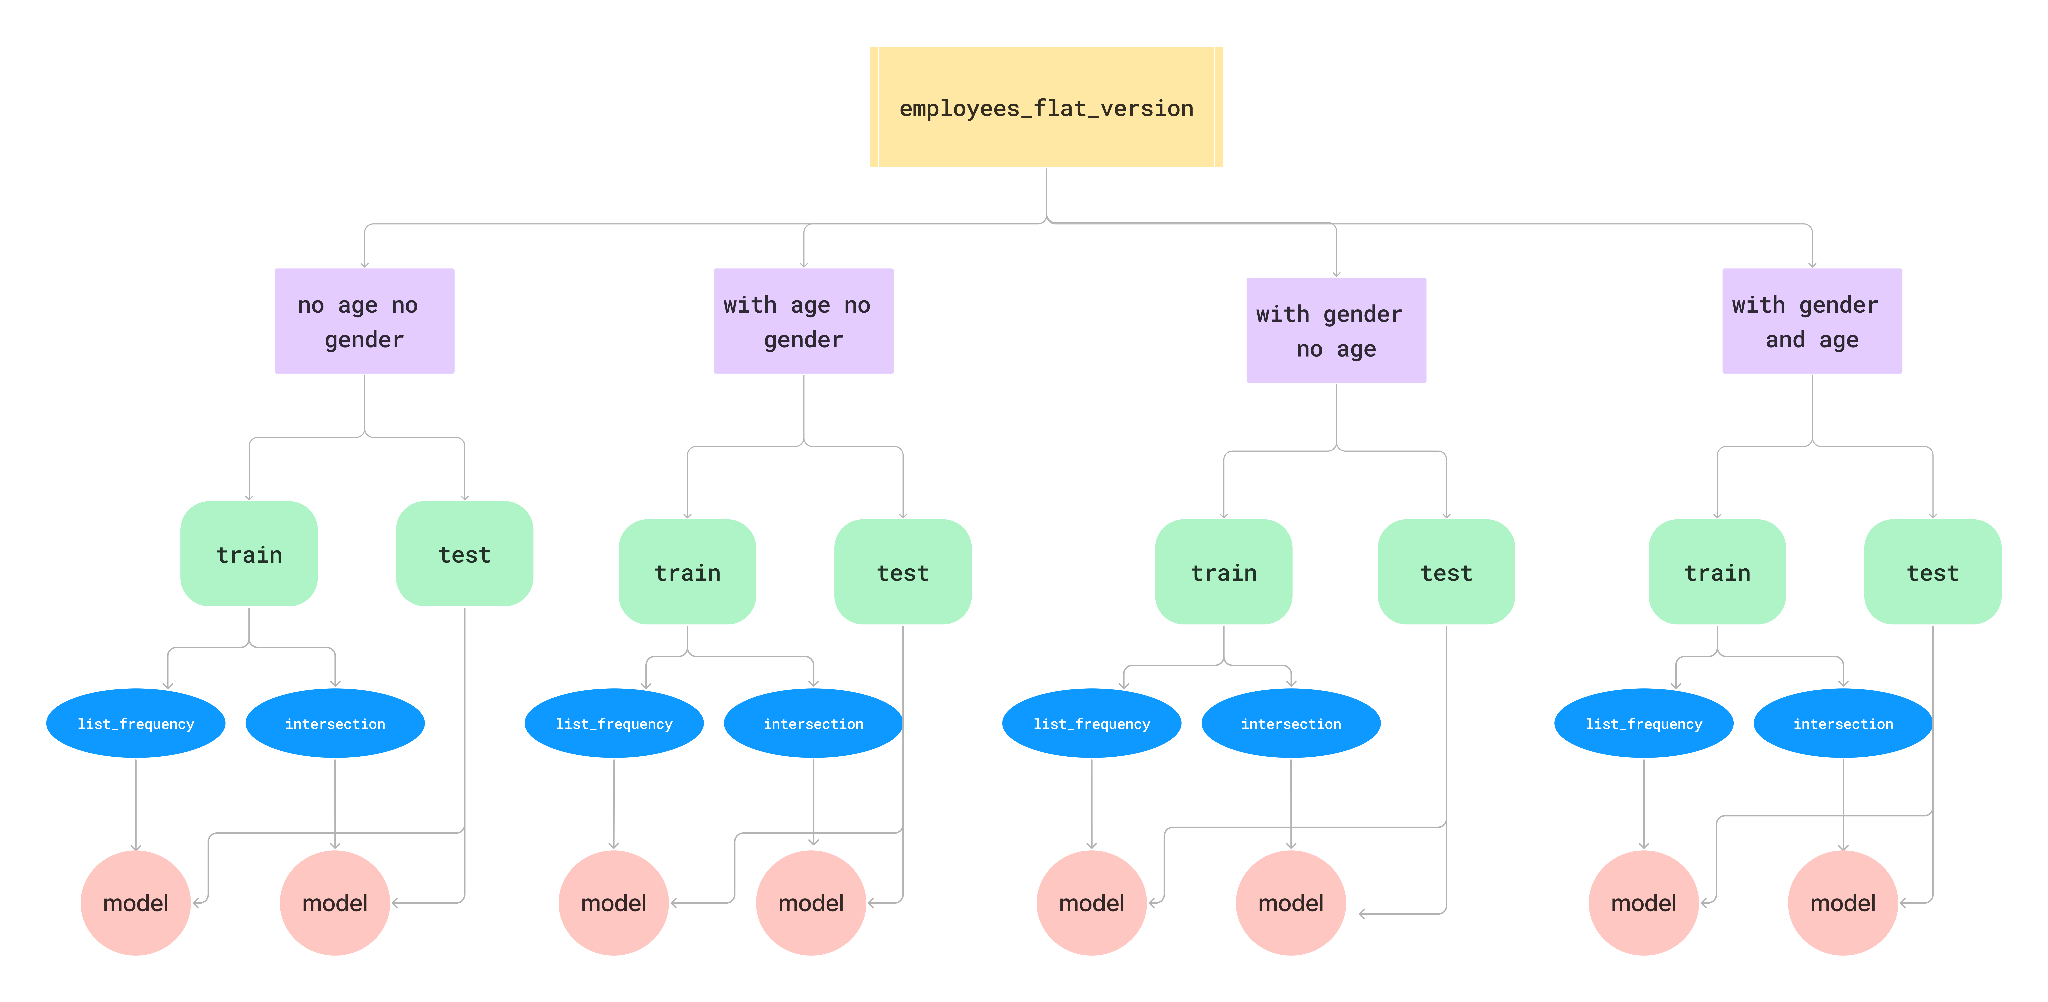 employees_flat_version
no age no
gender
with age no
gender
with gender
no age
with gender
and age
train
test
train
test
train
test
train
test
list_frequency
intersection
list_frequency
intersection
list_frequency
intersection
list_frequency
intersection
model
model
model
model
model
model
model
model